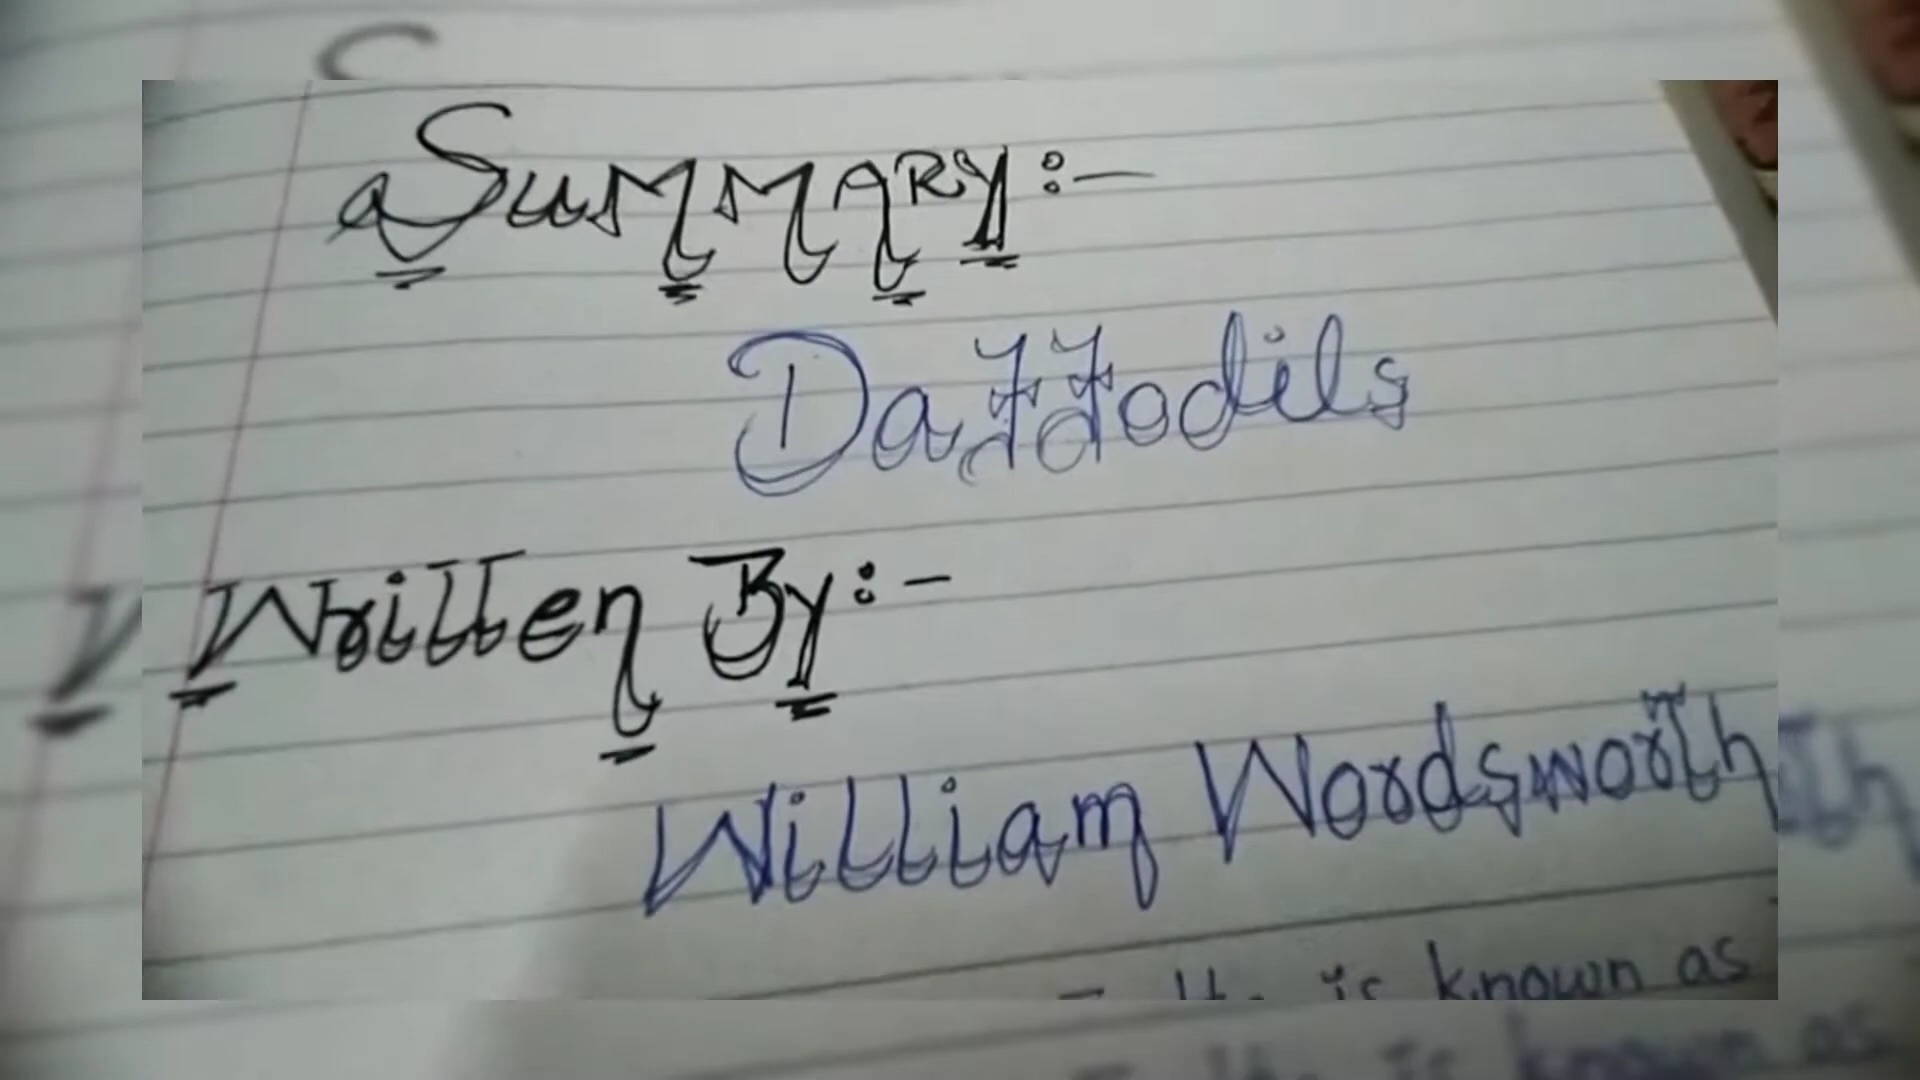 Summary:-
Daffodils
Written By:-
William Wordsworth
is known as